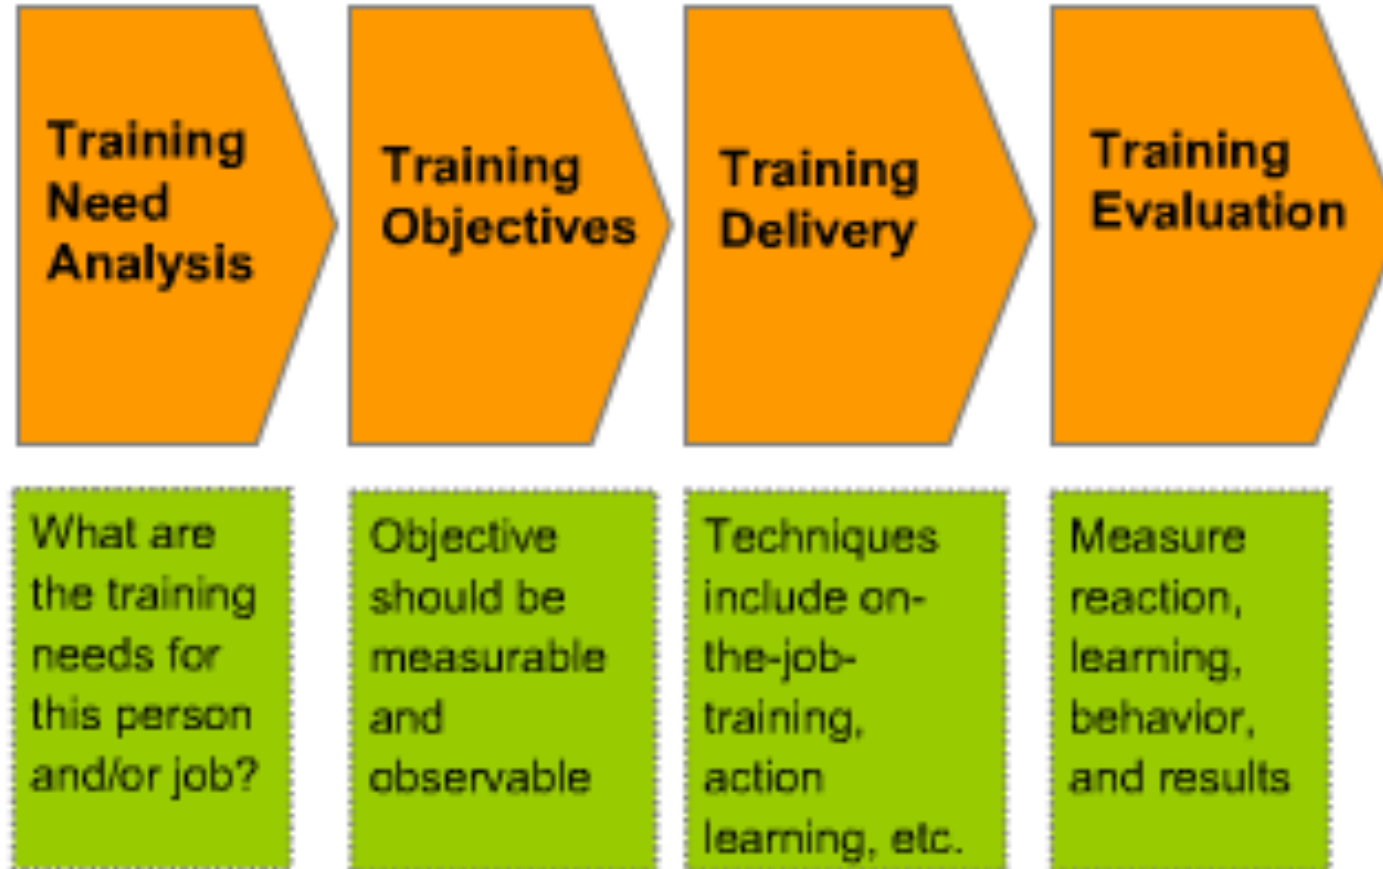 Training
Need
Analysis
Training
Objectives
Training
Delivery
Training
Evaluation
What are
the training
needs for
this person
and/or job?
Objective
should be
measurable
and
observable
Techniques
include on-
the-job-
training,
action
learning, etc.
Measure
reaction,
learning,
behavior,
and results